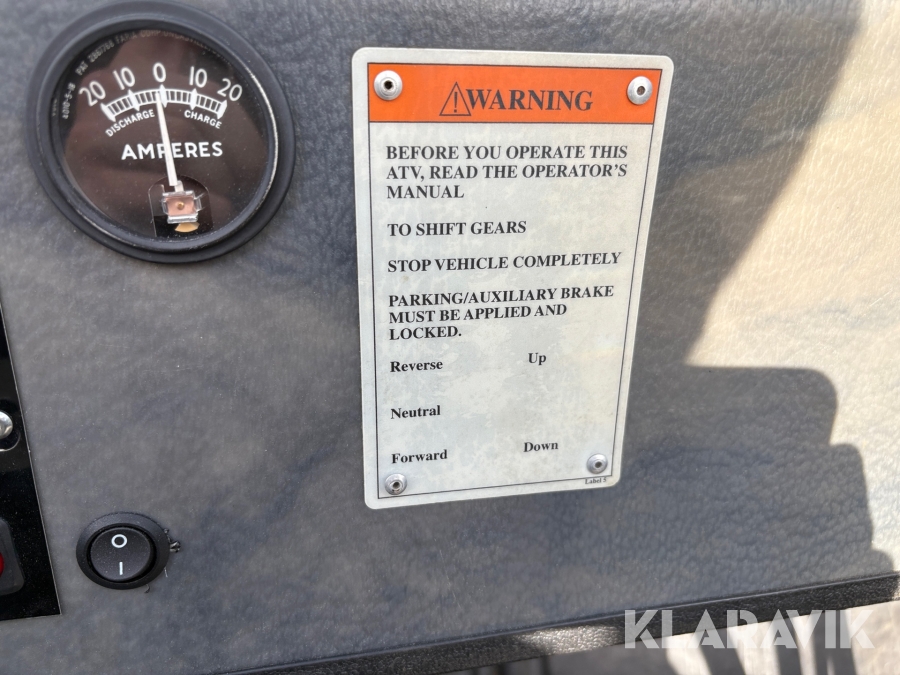 20 10 0 10 20
DISCHARGE CHARGE
AMPERES
WARNING
BEFORE YOU OPERATE THIS
ATV, READ THE OPERATOR'S
MANUAL
TO SHIFT GEARS
STOP VEHICLE COMPLETELY
PARKING/AUXILIARY BRAKE
MUST BE APPLIED AND
LOCKED.
Reverse Up
Neutral
Forward Down
Label 5
O
I
KLARAVIK